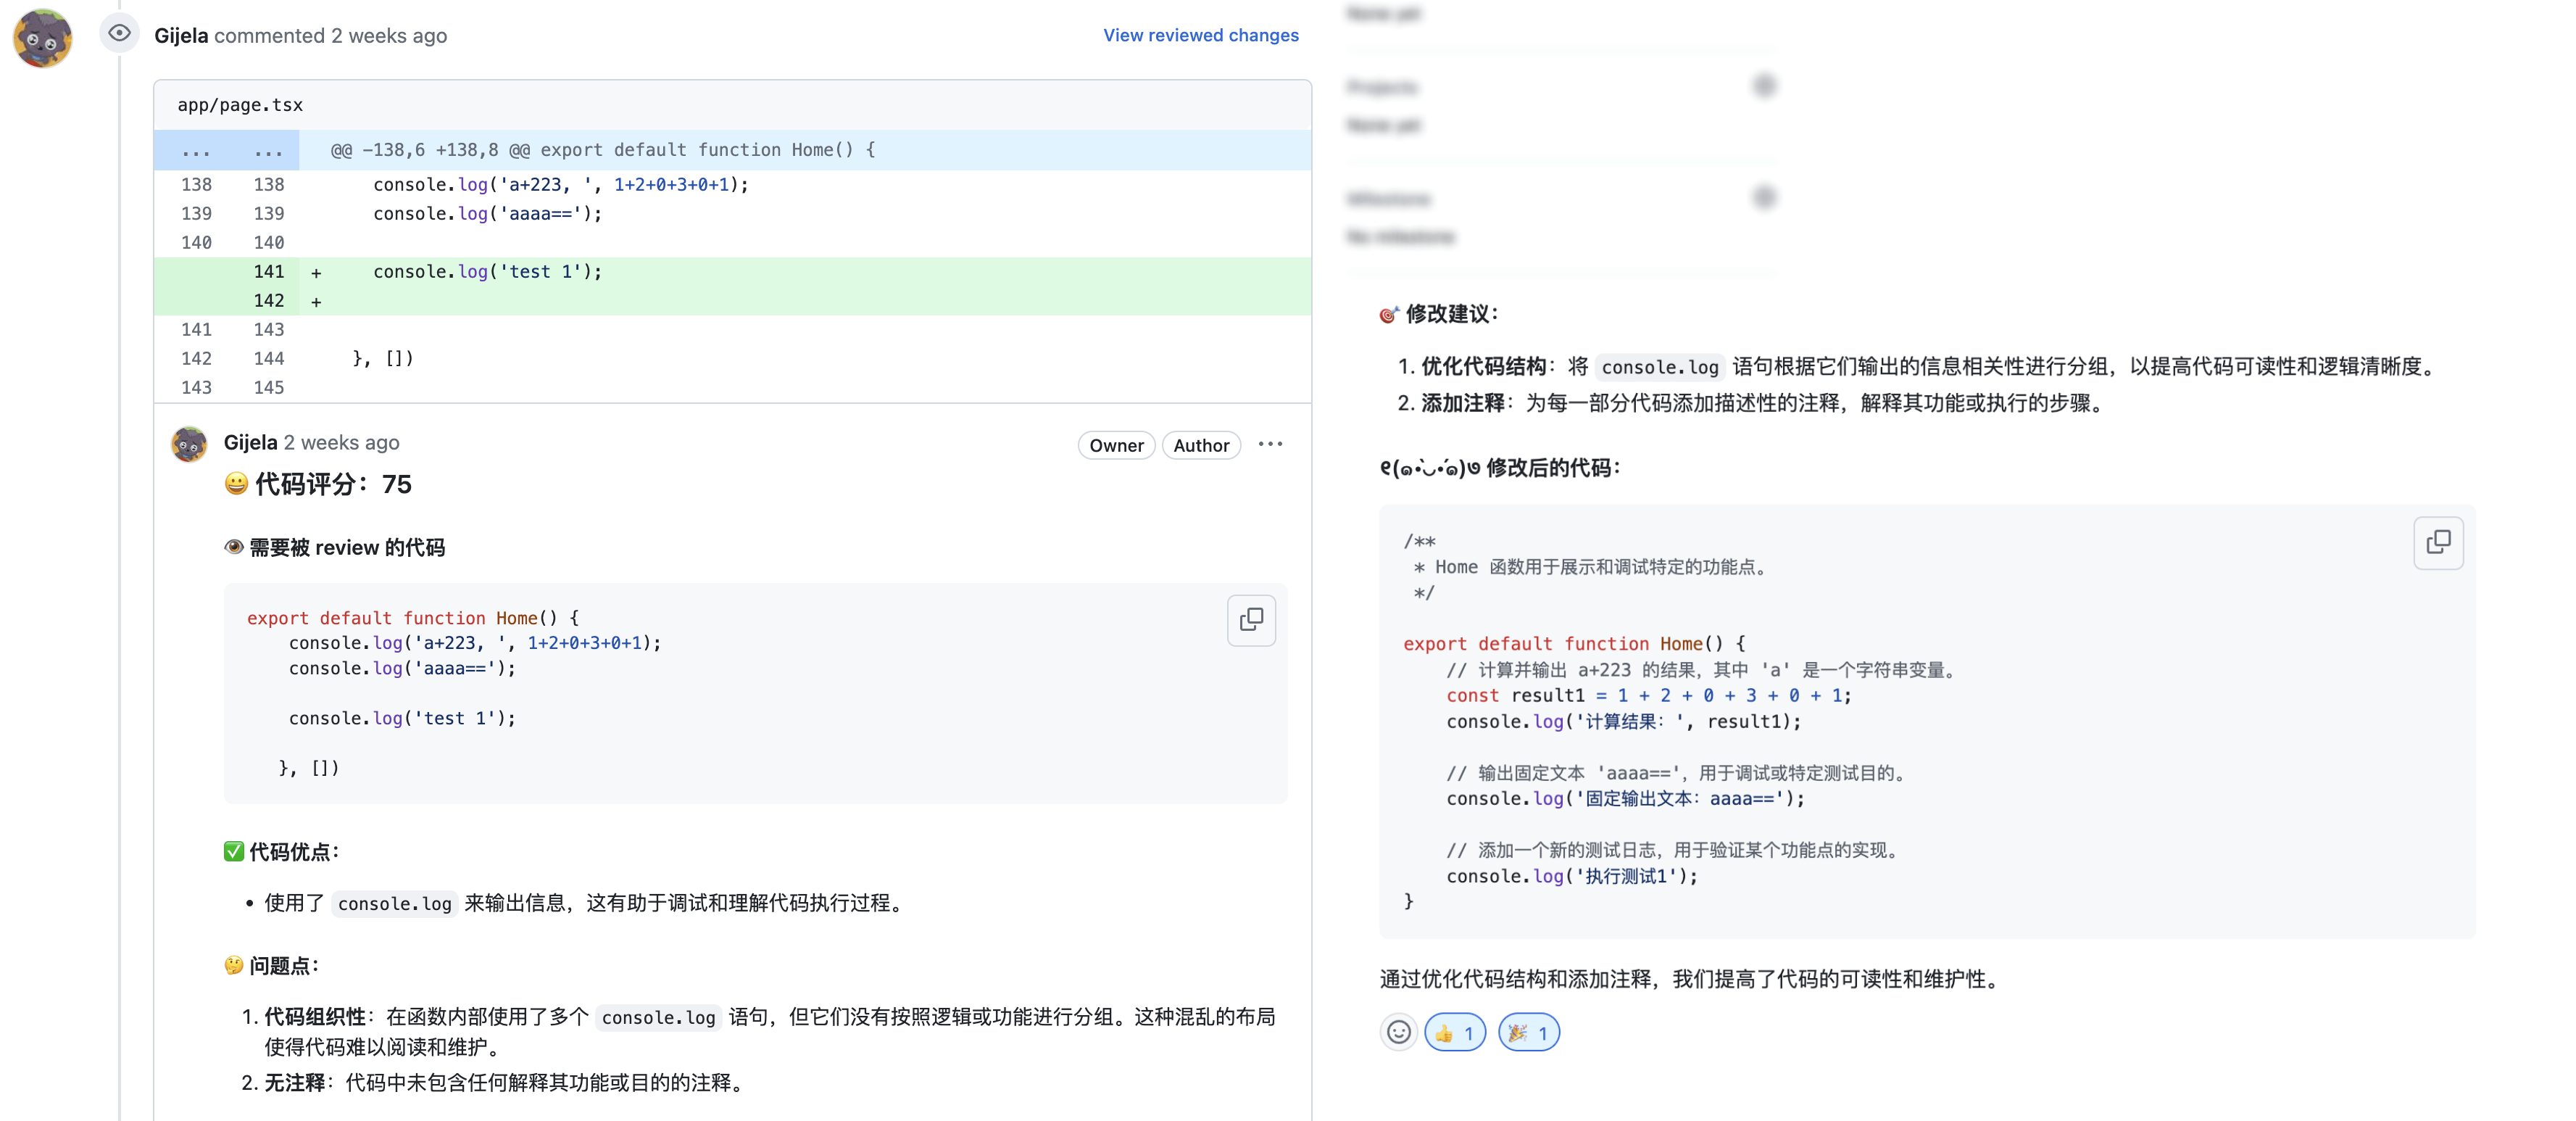 Gijela commented 2 weeks ago
View reviewed changes
app/page.tsx
... ... @@ -138,6 +138,8 @@ export default function Home() {
138 138 console.log('a+223, ', 1+2+0+3+0+1);
139 139 console.log('aaaa==');
140 140
141 + console.log('test 1');
142 +
141 143
142 144 }, [])
143 145
Gijela 2 weeks ago
Owner Author ...
😀 代码评分：75
👁️ 需要被 review 的代码
export default function Home() {
console.log('a+223, ', 1+2+0+3+0+1);
console.log('aaaa==');
console.log('test 1');
}, [])
✅ 代码优点：
• 使用了 console.log 来输出信息，这有助于调试和理解代码执行过程。
🤔 问题点：
1. 代码组织性：在函数内部使用了多个 console.log 语句，但它们没有按照逻辑或功能进行分组。这种混乱的布局
使得代码难以阅读和维护。
2. 无注释：代码中未包含任何解释其功能或目的的注释。
None yet
Projects
None yet
Milestone
No milestone
🎯 修改建议：
1. 优化代码结构：将 console.log 语句根据它们输出的信息相关性进行分组，以提高代码可读性和逻辑清晰度。
2. 添加注释：为每一部分代码添加描述性的注释，解释其功能或执行的步骤。
୧(๑•̀◡•́๑)૭ 修改后的代码：
/**
* Home 函数用于展示和调试特定的功能点。
*/
export default function Home() {
// 计算并输出 a+223 的结果，其中 'a' 是一个字符串变量。
const result1 = 1 + 2 + 0 + 3 + 0 + 1;
console.log('计算结果：', result1);
// 输出固定文本 'aaaa=='，用于调试或特定测试目的。
console.log('固定输出文本：aaaa==');
// 添加一个新的测试日志，用于验证某个功能点的实现。
console.log('执行测试1');
}
通过优化代码结构和添加注释，我们提高了代码的可读性和维护性。
👍 1 🎉 1